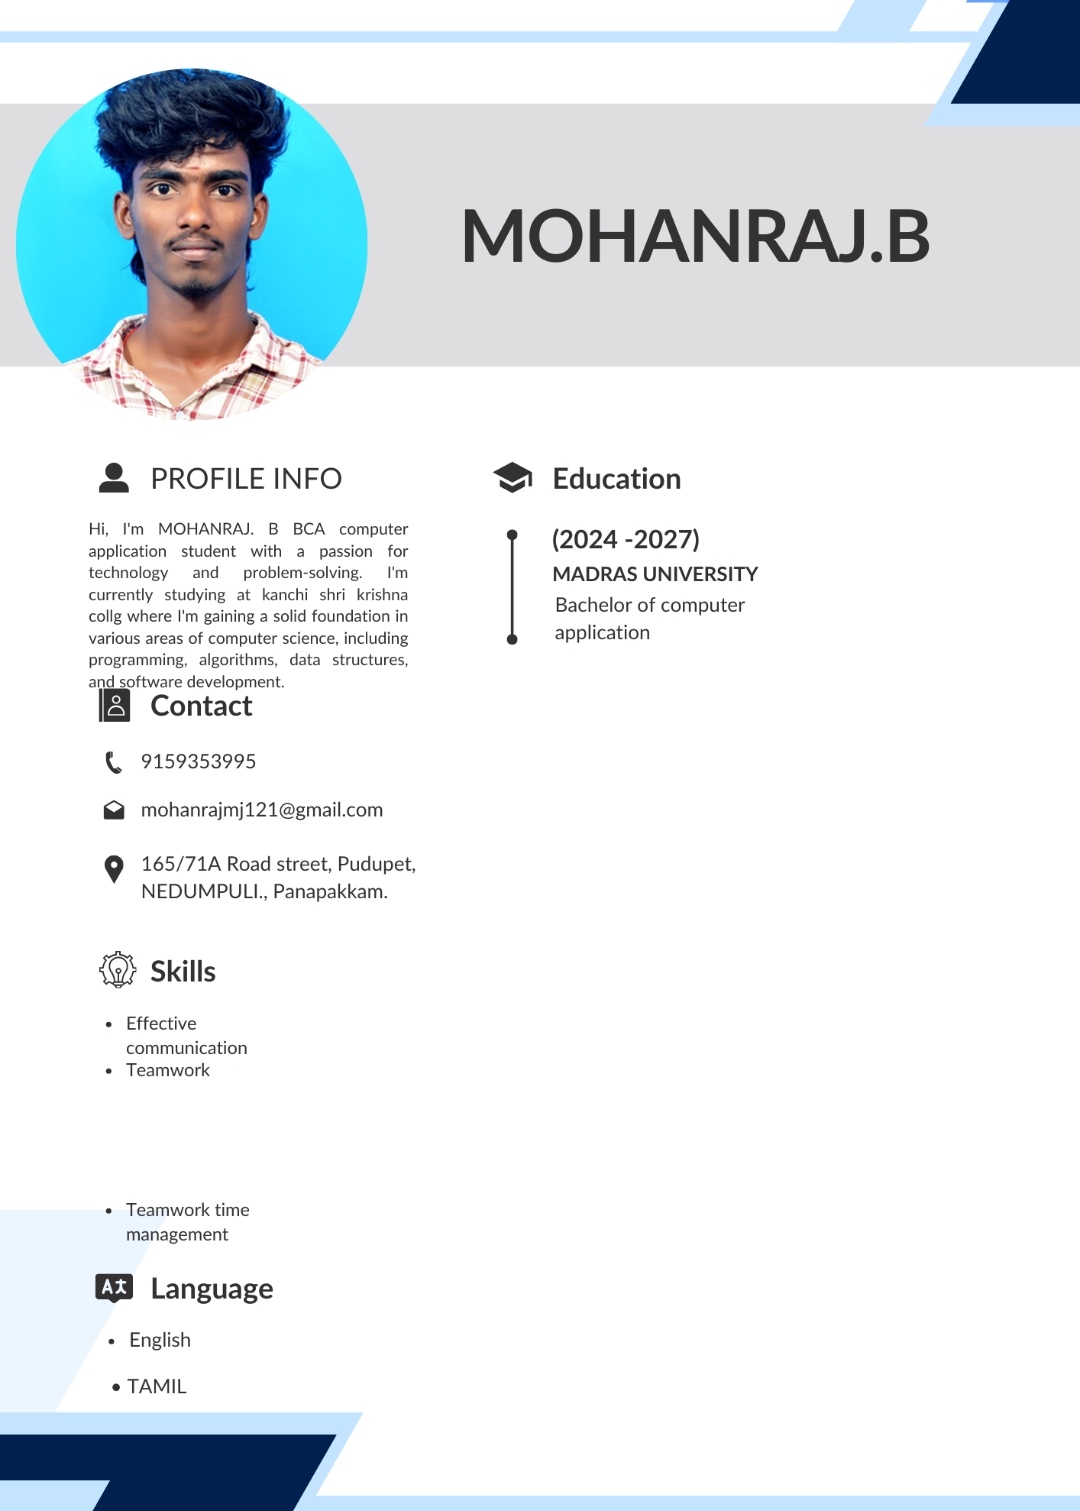 MOHANRAJ.B
PROFILE INFO
Hi, I'm MOHANRAJ. B BCA computer
application student with a passion for
technology and problem-solving. I'm
currently studying at kanchi shri krishna
collg where I'm gaining a solid foundation in
various areas of computer science, including
programming, algorithms, data structures,
and software development.
Contact
9159353995
mohanrajmj121@gmail.com
165/71A Road street, Pudupet,
NEDUMPULI., Panapakkam.
Skills
• Effective
communication
• Teamwork
• Teamwork time
management
Language
• English
• TAMIL
Education
(2024 -2027)
MADRAS UNIVERSITY
Bachelor of computer
application